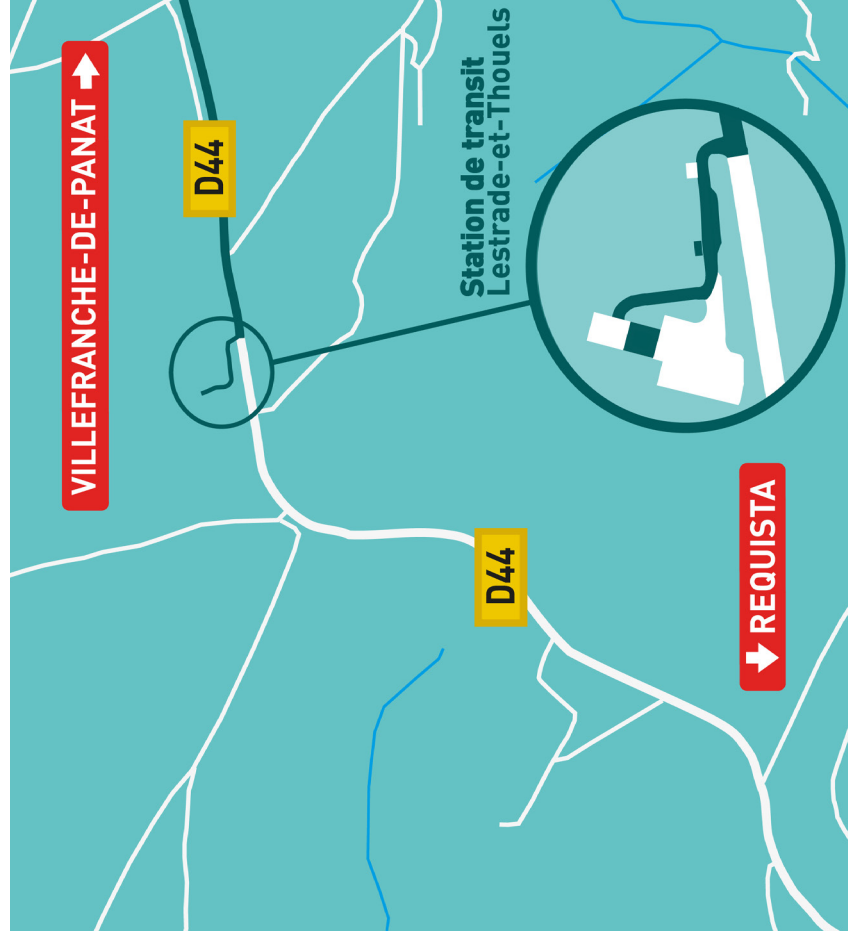 VILLEFRANCHE-DE-PANAT
D44
Station de transit
Lestrade-et-Thouels
D44
REQUISTA